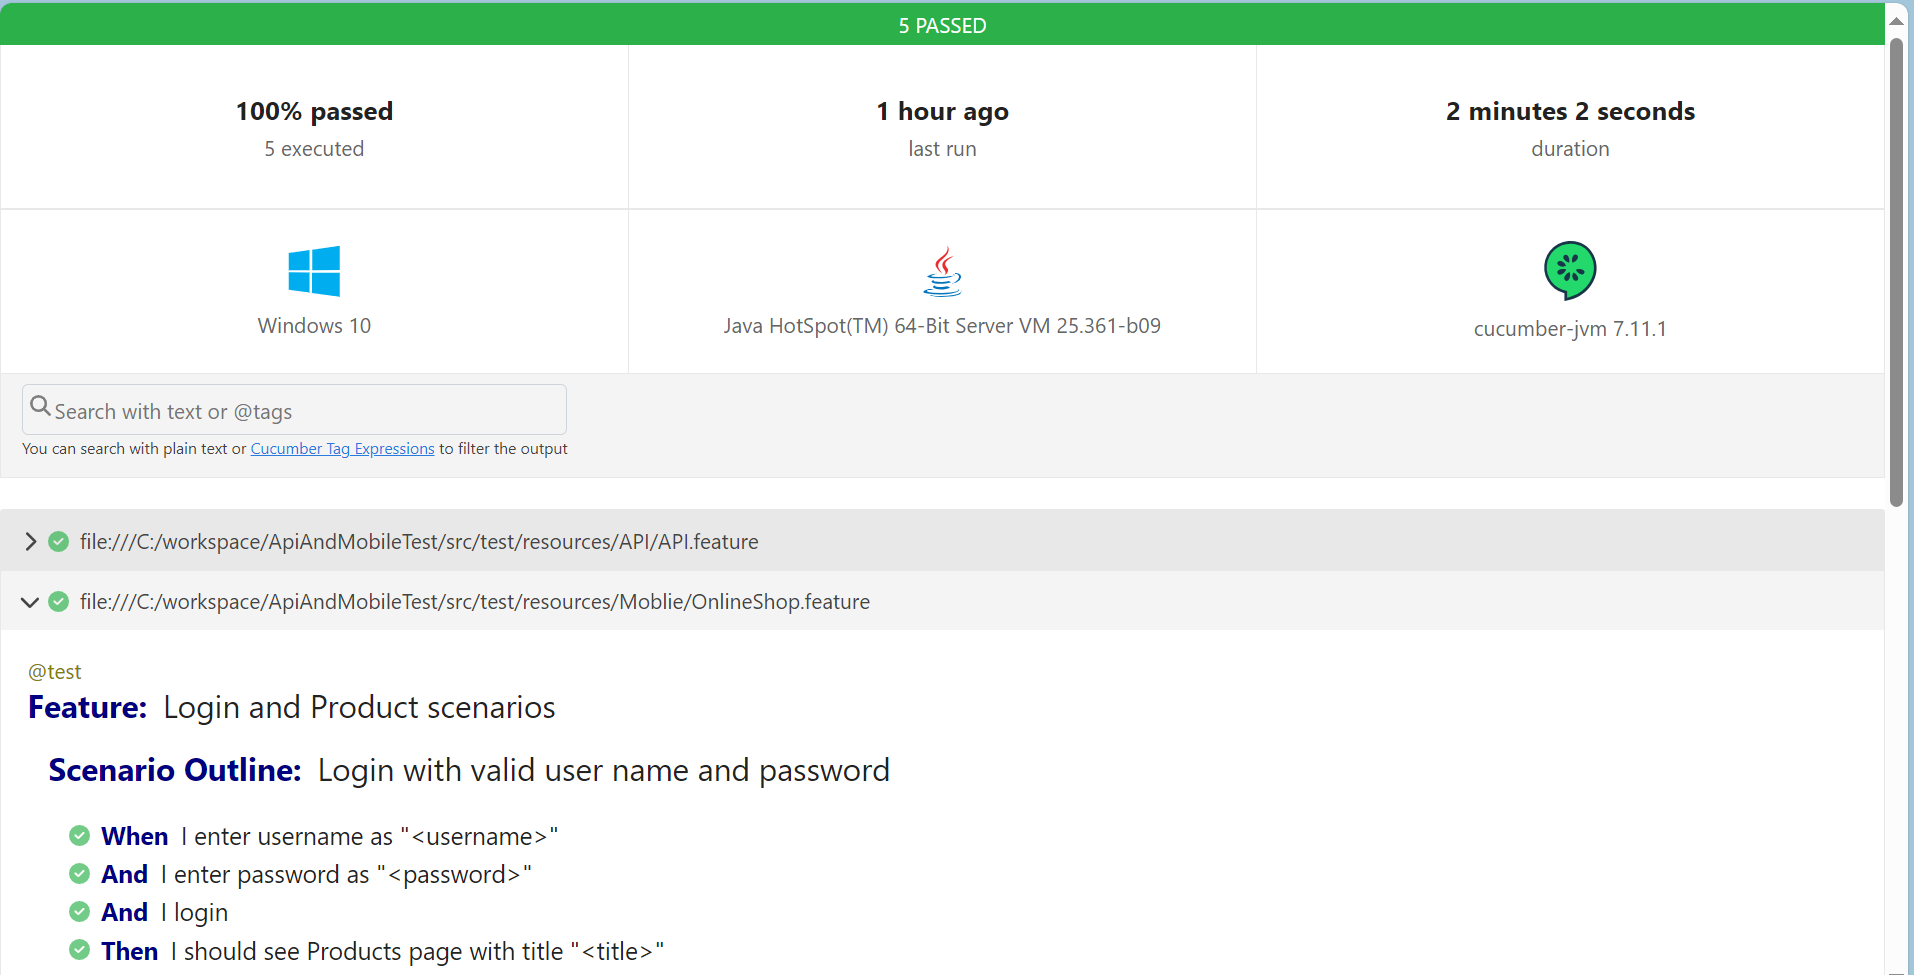 5 PASSED
100% passed
5 executed
1 hour ago
last run
2 minutes 2 seconds
duration
Windows 10
Java HotSpot(TM) 64-Bit Server VM 25.361-b09
cucumber-jvm 7.11.1
Search with text or @tags
You can search with plain text or Cucumber Tag Expressions to filter the output
file:///C:/workspace/ApiAndMobileTest/src/test/resources/API/API.feature
file:///C:/workspace/ApiAndMobileTest/src/test/resources/Moblie/OnlineShop.feature
@test
Feature: Login and Product scenarios
Scenario Outline: Login with valid user name and password
When I enter username as "<username>"
And I enter password as "<password>"
And I login
Then I should see Products page with title "<title>"